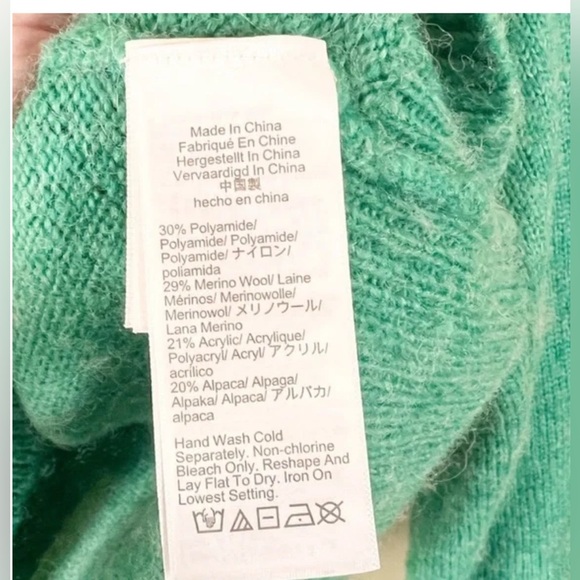 Made In China
Fabriqué En Chine
Hergestellt In China
Vervaardigd In China
中国製
hecho en china
30% Polyamide/
Polyamide/ Polyamide/
Polyamide/ ナイロン/
poliamida
29% Merino Wool/ Laine
Mérinos/ Merinowolle/
Merinowol/ メリノウール/
Lana Merino
21% Acrylic/ Acrylique/
Polyacryl/ Acryl/ アクリル/
acrílico
20% Alpaca/ Alpaga/
Alpaka/ Alpaca/ アルパカ/
alpaca
Hand Wash Cold
Separately. Non-chlorine
Bleach Only. Reshape And
Lay Flat To Dry. Iron On
Lowest Setting.